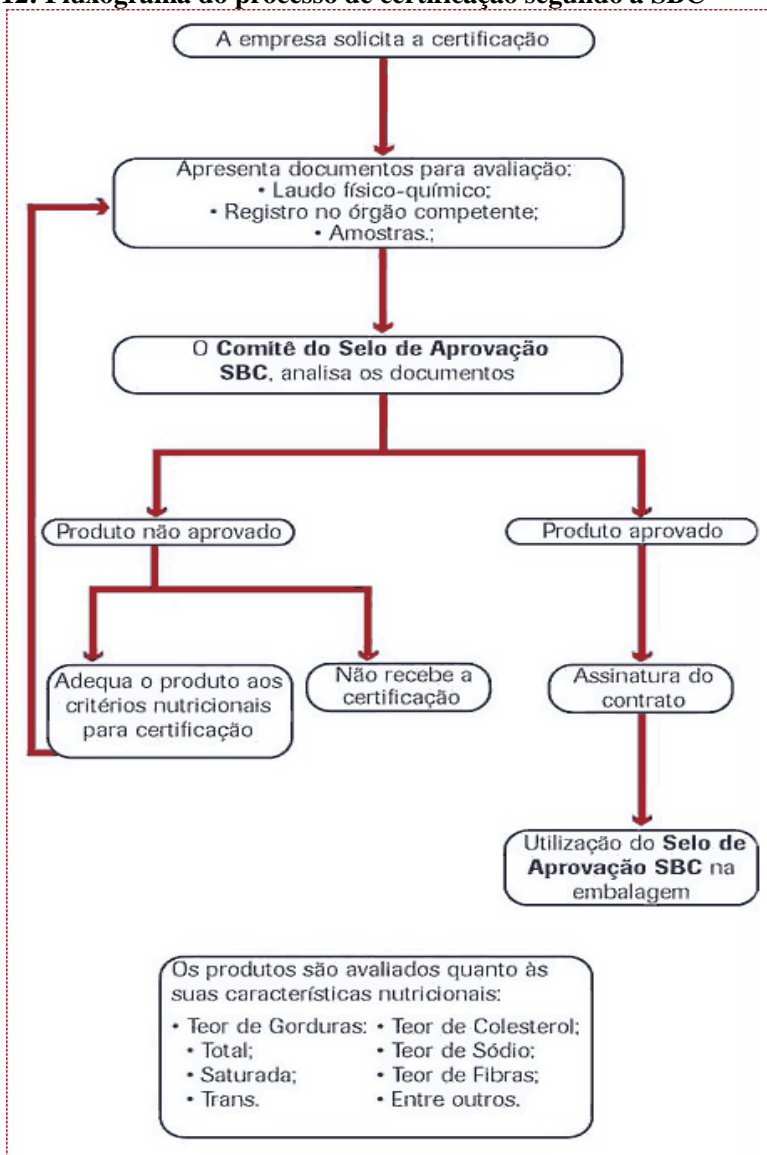 12. Fluxograma do processo de certificação segundo a SBC
A empresa solicita a certificação
Apresenta documentos para avaliação:
• Laudo físico-químico;
• Registro no órgão competente;
• Amostras.;
O Comitê do Selo de Aprovação
SBC, analisa os documentos
Produto não aprovado
Produto aprovado
Adequa o produto aos
critérios nutricionais
para certificação
Não recebe a
certificação
Assinatura do
contrato
Utilização do Selo de
Aprovação SBC na
embalagem
Os produtos são avaliados quanto às
suas características nutricionais:
• Teor de Gorduras:
• Total;
• Saturada;
• Trans.
• Teor de Colesterol;
• Teor de Sódio;
• Teor de Fibras;
• Entre outros.